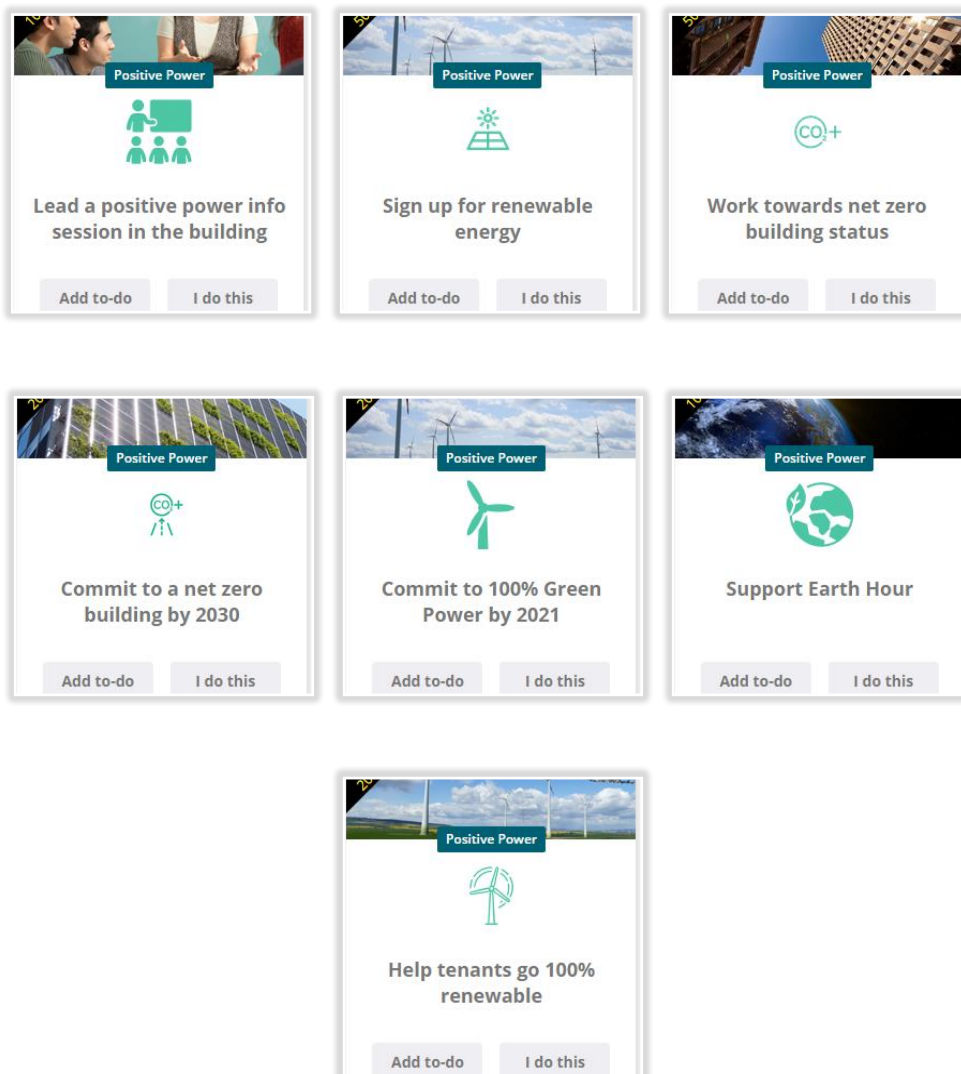 Positive Power
Lead a positive power info
session in the building
Add to-do
I do this
Positive Power
Sign up for renewable
energy
Add to-do
I do this
Positive Power
CO2+
Work towards net zero
building status
Add to-do
I do this
Positive Power
CO2+
Commit to a net zero
building by 2030
Add to-do
I do this
Positive Power
Commit to 100% Green
Power by 2021
Add to-do
I do this
Positive Power
Support Earth Hour
Add to-do
I do this
Positive Power
Help tenants go 100%
renewable
Add to-do
I do this